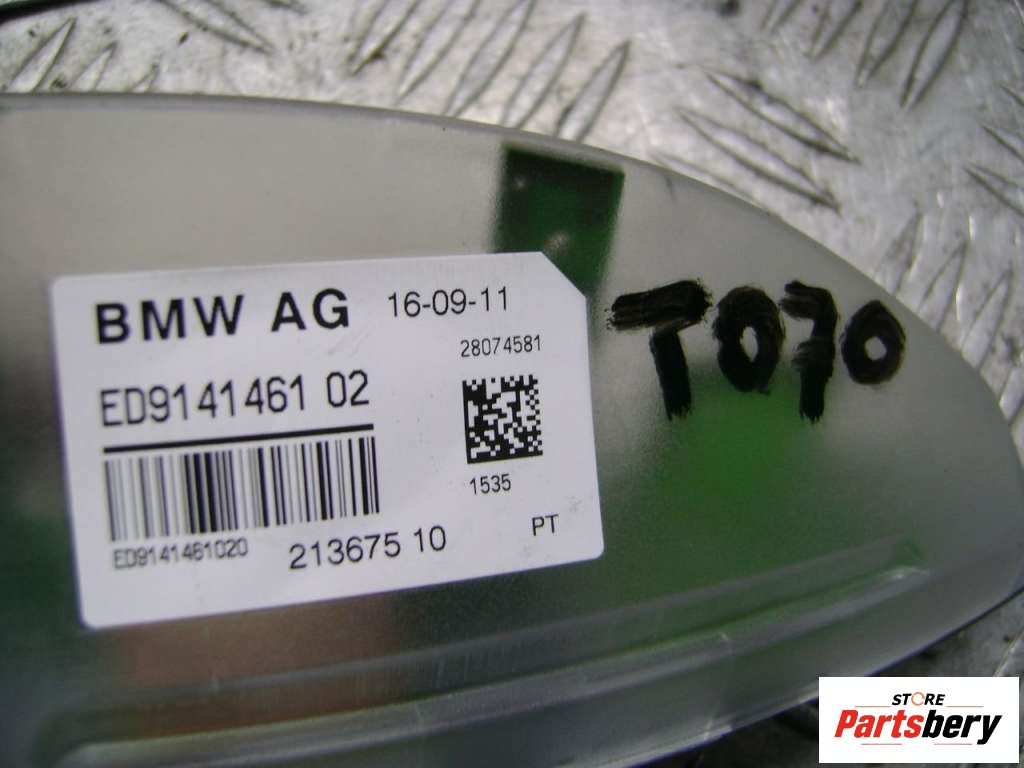 BMW AG 16-09-11
28074581
ED9141461 02
1535
ED9141461020
213675 10
PT
T070
STORE
Partsbery